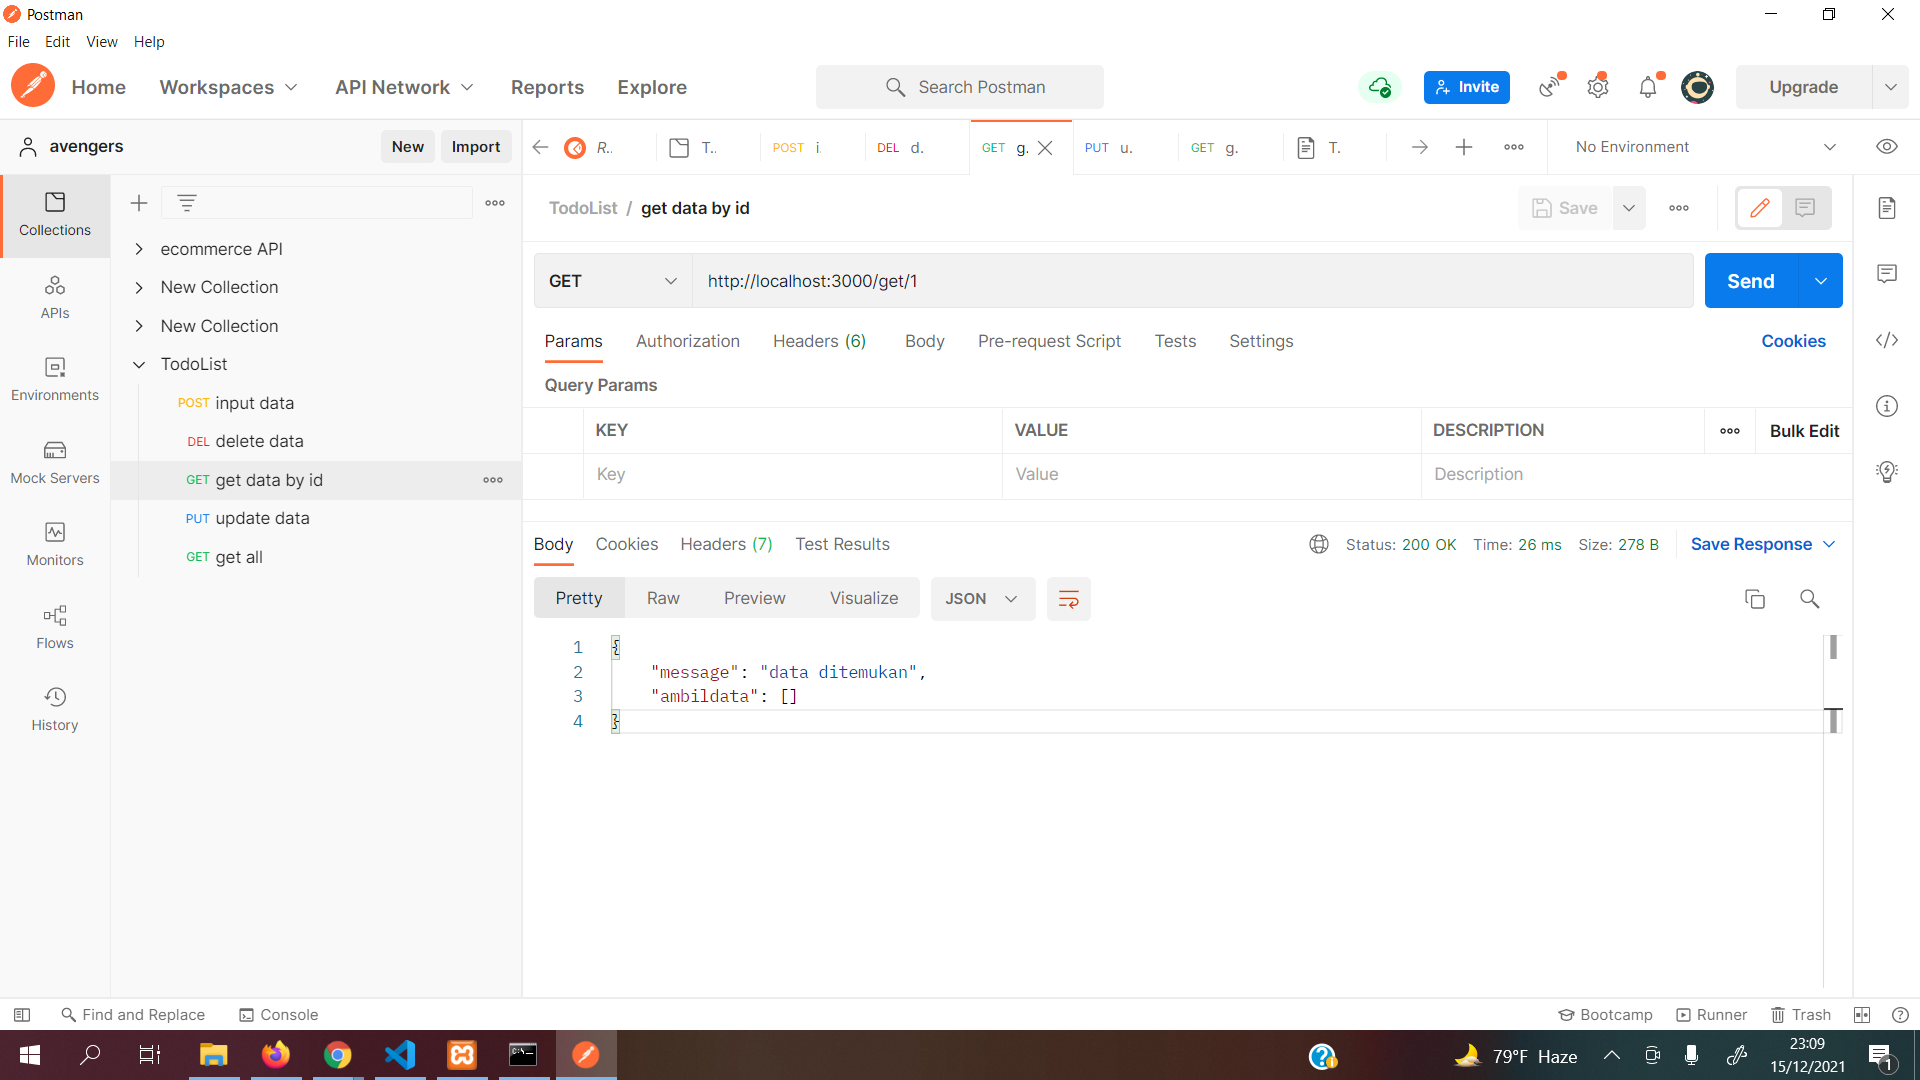 Postman
File Edit View Help
Home Workspaces API Network Reports Explore Search Postman Invite Upgrade
avengers New Import R. T.. POST i DEL d. GET g. PUT u. GET g. T. No Environment
Collections
APIs
Environments
Mock Servers
Monitors
Flows
History
ecommerce API
New Collection
New Collection
TodoList
POST input data
DEL delete data
GET get data by id
PUT update data
GET get all
TodoList / get data by id Save
GET http://localhost:3000/get/1 Send
Params Authorization Headers (6) Body Pre-request Script Tests Settings Cookies
Query Params
KEY VALUE DESCRIPTION Bulk Edit
Key Value Description
Body Cookies Headers (7) Test Results Status: 200 OK Time: 26 ms Size: 278 B Save Response
Pretty Raw Preview Visualize JSON
1 {
2 "message": "data ditemukan",
3 "ambildata": []
4 }
Find and Replace Console Bootcamp Runner Trash
79°F Haze 23:09
15/12/2021
1